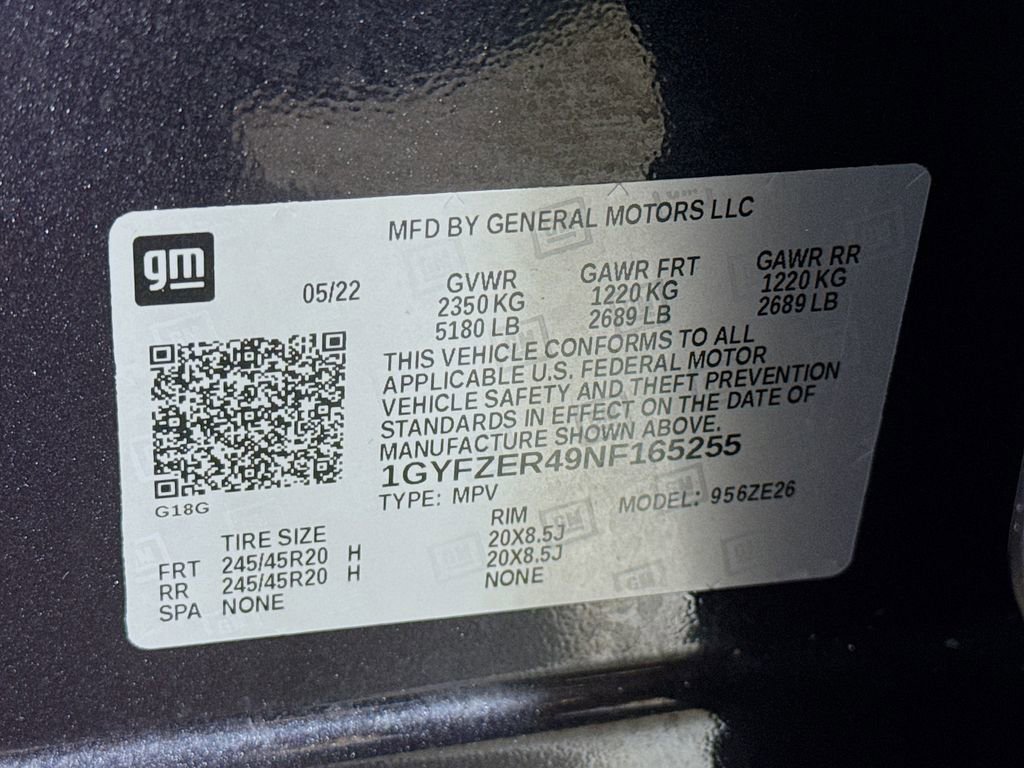 MFD BY GENERAL MOTORS LLC
gm
05/22
GVWR GAWR FRT GAWR RR
2350 KG 1220 KG 1220 KG
5180 LB 2689 LB 2689 LB
THIS VEHICLE CONFORMS TO ALL
APPLICABLE U.S. FEDERAL MOTOR
VEHICLE SAFETY AND THEFT PREVENTION
STANDARDS IN EFFECT ON THE DATE OF
MANUFACTURE SHOWN ABOVE.
1GYFZER49NF165255
TYPE: MPV MODEL: 956ZE26
G18G
TIRE SIZE RIM
FRT 245/45R20 H 20X8.5J
RR 245/45R20 H 20X8.5J
SPA NONE NONE